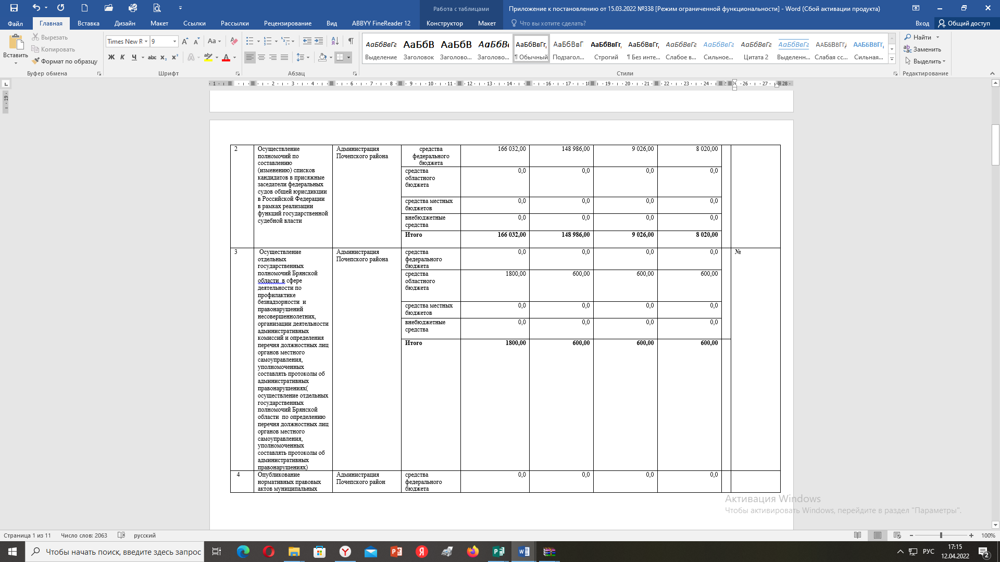 Работа с таблицами
Приложение к постановлению от 15.03.2022 №338 [Режим ограниченной функциональности] - Word (Сбой активации продукта)
Файл Главная Вставка Дизайн Макет Ссылки Рассылки Рецензирование Вид ABBYY FineReader 12 Конструктор Макет Что вы хотите сделать? Вход Общий доступ
Вставить
Вырезать
Копировать
Формат по образцу
Буфер обмена
Times New R 9
Шрифт
Абзац
АаБбВвГг АаБбВ АаБбВ АаБбВ АаБбВвГг, АаБбВвГ АаБбВвГг, АаБбВвГг, АаБбВвГг АаБбВвГг АаБбВвГг АаБбВвГг АаБбВвГг АаБбВвГг,
Выделение Заголовок Заголово... Заголово... ¶ Обычный Подзагол... Строгий ¶ Без инте... Слабое в... Сильное... Цитата 2 Выделенн... Слабая сс... Сильная...
Стили
Найти
Заменить
Выделить
Редактирование
2
Осуществление
полномочий по
составлению
(изменению) списков
кандидатов в присяжные
заседатели федеральных
судов общей юрисдикции
в Российской Федерации
в рамках реализации
функций государственной
судебной власти
Администрация
Почепского района
средства
федерального
бюджета
166 032,00 148 986,00 9 026,00 8 020,00
средства
областного
бюджета
0,0 0,0 0,0 0,0
средства местных
бюджетов
0,0 0,0 0,0 0,0
внебюджетные
средства
0,0 0,0 0,0 0,0
Итого 166 032,00 148 986,00 9 026,00 8 020,00
3
Осуществление
отдельных
государственных
полномочий Брянской
области в сфере
деятельности по
профилактике
безнадзорности и
правонарушений
несовершеннолетних,
организации деятельности
административных
комиссий и определения
перечня должностных лиц
органов местного
самоуправления,
уполномоченных
составлять протоколы об
административных
правонарушениях(
осуществление отдельных
государственных
полномочий Брянской
области по определению
перечня должностных лиц
органов местного
самоуправления,
уполномоченных
составлять протоколы об
административных
правонарушениях)
Администрация
Почепского района
средства
федерального
бюджета
0,0 0,0 0,0 0,0
№
средства
областного
бюджета
1800,00 600,00 600,00 600,00
средства местных
бюджетов
0,0 0,0 0,0 0,0
внебюджетные
средства
0,0 0,0 0,0 0,0
Итого 1800,00 600,00 600,00 600,00
4
Опубликование
нормативных правовых
актов муниципальных
Администрация
Почепского район
средства
федерального
бюджета
0,0 0,0 0,0 0,0
Активация Windows
Чтобы активировать Windows, перейдите в раздел "Параметры".
Страница 1 из 11 Число слов: 2063 русский 100%
Чтобы начать поиск, введите здесь запрос
РУС
17:15
12.04.2022
2